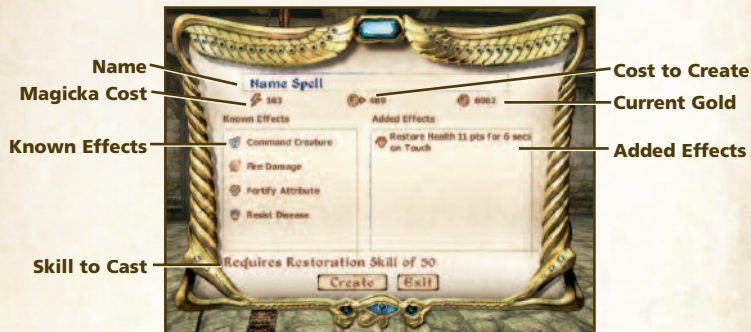 Name
Magicka Cost
Known Effects
Skill to Cast
Name Spell
163 489 6062
Known Effects Added Effects
Command Creature
Fire Damage
Fortify Attribute
Resist Disease
Restore Health 11 pts for 6 secs
on Touch
Requires Restoration Skill of 50
Create Exit
Cost to Create
Current Gold
Added Effects